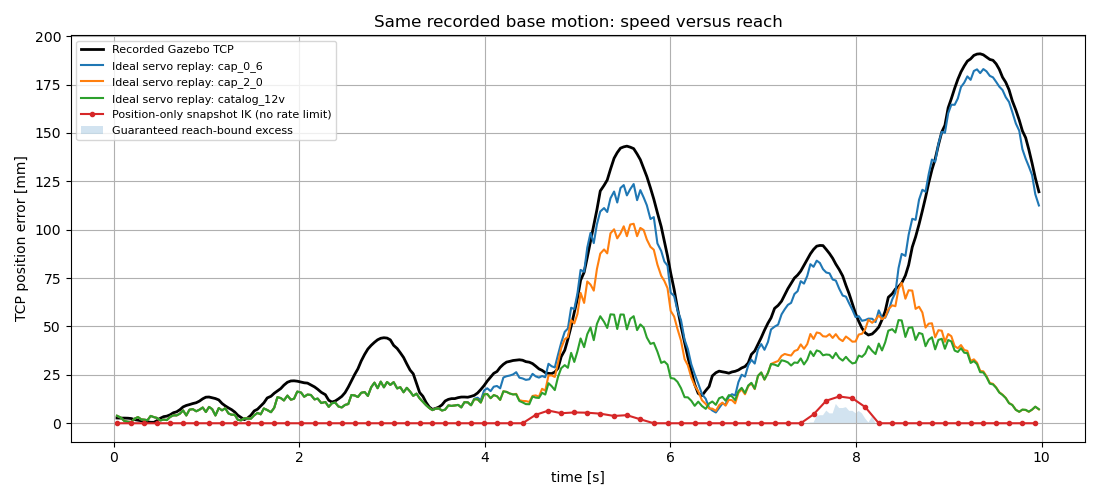 Same recorded base motion: speed versus reach
Recorded Gazebo TCP
Ideal servo replay: cap_0_6
Ideal servo replay: cap_2_0
Ideal servo replay: catalog_12v
Position-only snapshot IK (no rate limit)
Guaranteed reach-bound excess
TCP position error [mm]
200
175
150
125
100
75
50
25
0
0 2 4 6 8 10
time [s]